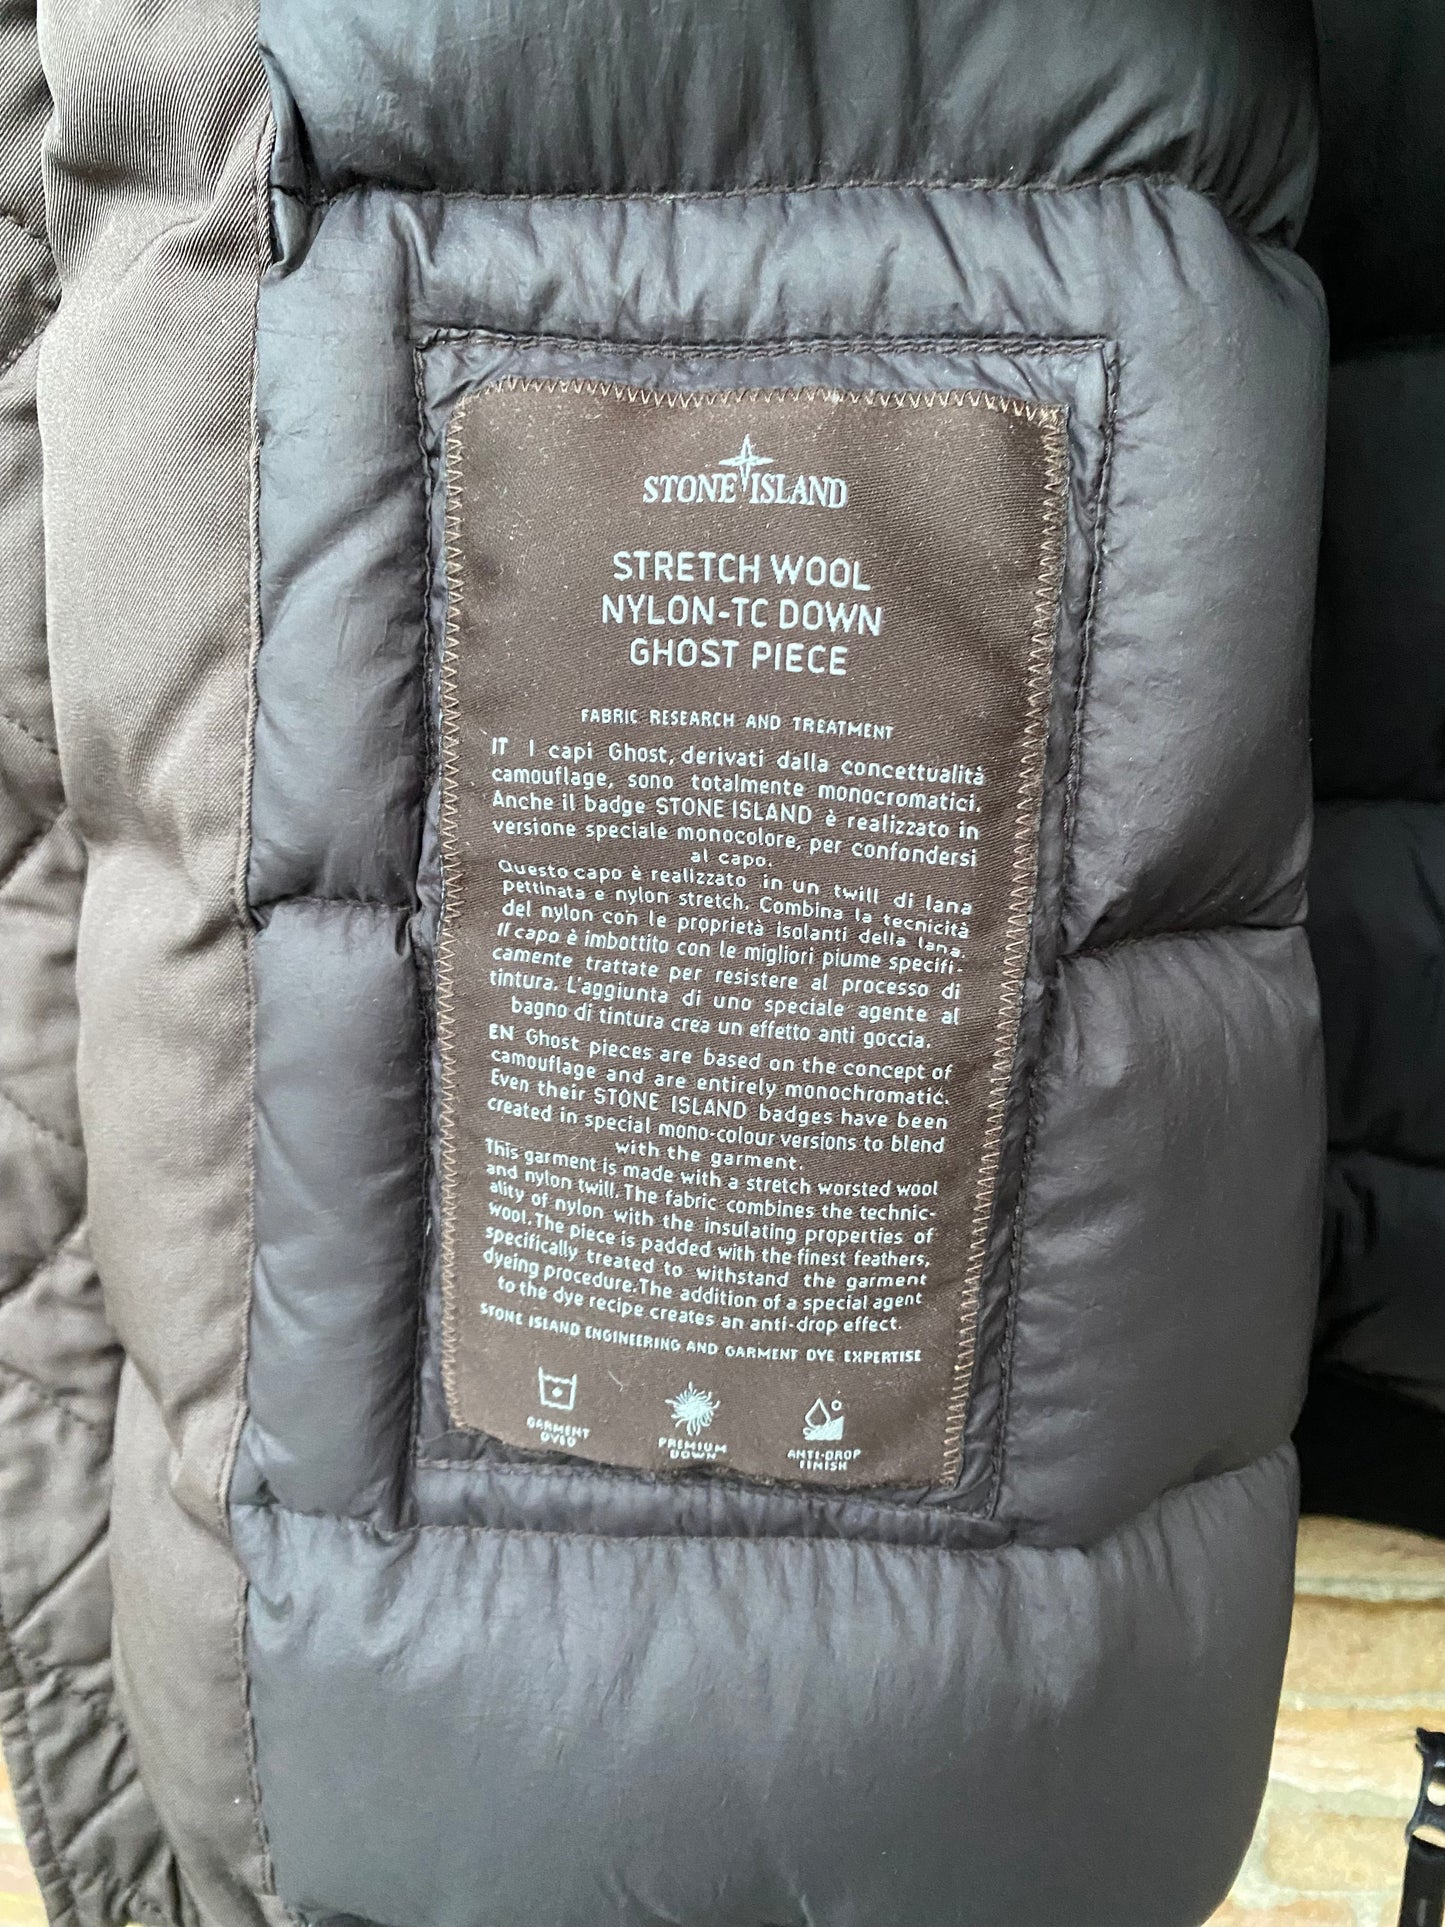 STONE ISLAND
STRETCH WOOL
NYLON-TC DOWN
GHOST PIECE
FABRIC RESEARCH AND TREATMENT
IT I capi Ghost, derivati dalla concettualità
camouflage, sono totalmente monocromatici.
Anche il badge STONE ISLAND è realizzato in
versione speciale monocolore, per confondersi
al capo.
Questo capo è realizzato in un twill di lana
pettinata e nylon stretch. Combina la tecnicità
del nylon con le proprietà isolanti della lana.
Il capo è imbottito con le migliori piume specifi-
camente trattate per resistere al processo di
tintura. L'aggiunta di uno speciale agente al
bagno di tintura crea un effetto anti goccia.
EN Ghost pieces are based on the concept of
camouflage and are entirely monochromatic.
Even their STONE ISLAND badges have been
created in special mono-colour versions to blend
with the garment.
This garment is made with a stretch worsted wool
and nylon twill. The fabric combines the technic-
ality of nylon with the insulating properties of
wool. The piece is padded with the finest feathers,
specifically treated to withstand the garment
dyeing procedure. The addition of a special agent
to the dye recipe creates an anti-drop effect.
STONE ISLAND ENGINEERING AND GARMENT DYE EXPERTISE
GARMENT
DYED
PREMIUM
DOWN
ANTI-DROP
FINISH